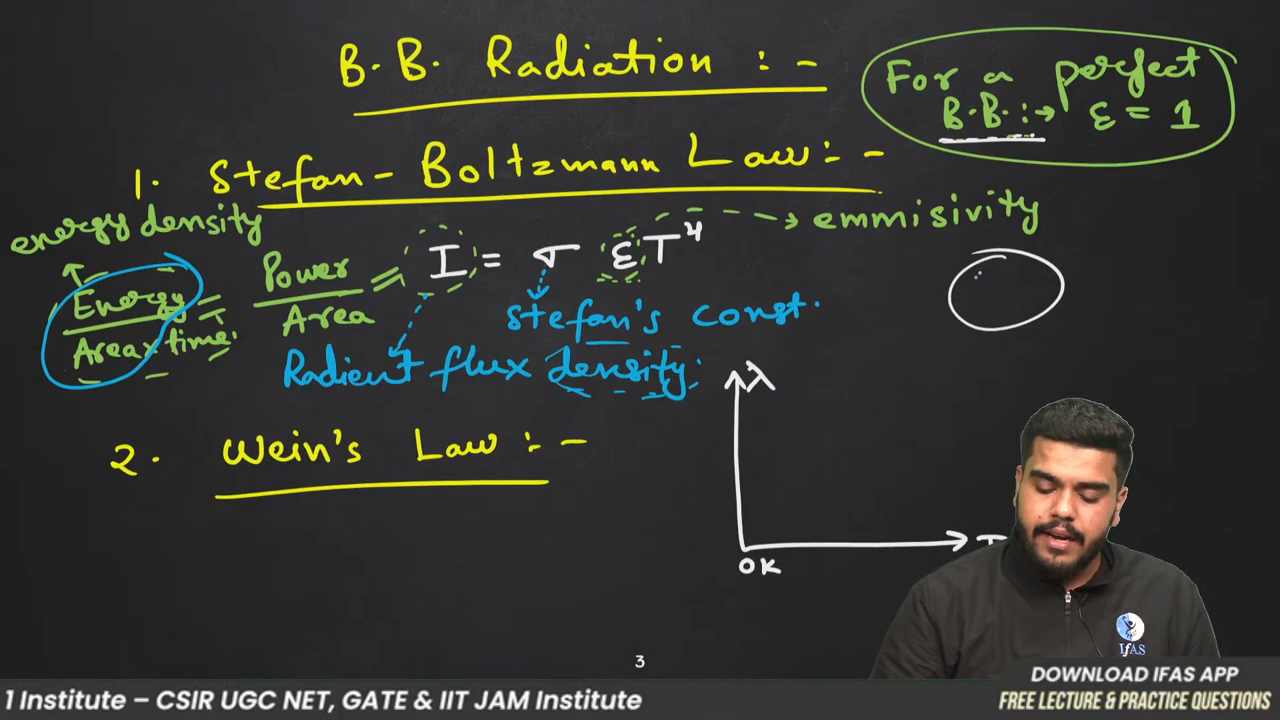 B.B. Radiation :-
For a perfect
B.B. :→ ε = 1
1. Stefan-Boltzmann Law :-
energy density
Energy / Area x time = Power / Area = I = σ ε T⁴ → emmisivity
stefan's const.
Radient flux density.
λ
2. Wein's Law :-
T
OK
3
IfAS
DOWNLOAD IFAS APP
1 Institute – CSIR UGC NET, GATE & IIT JAM Institute
FREE LECTURE & PRACTICE QUESTIONS